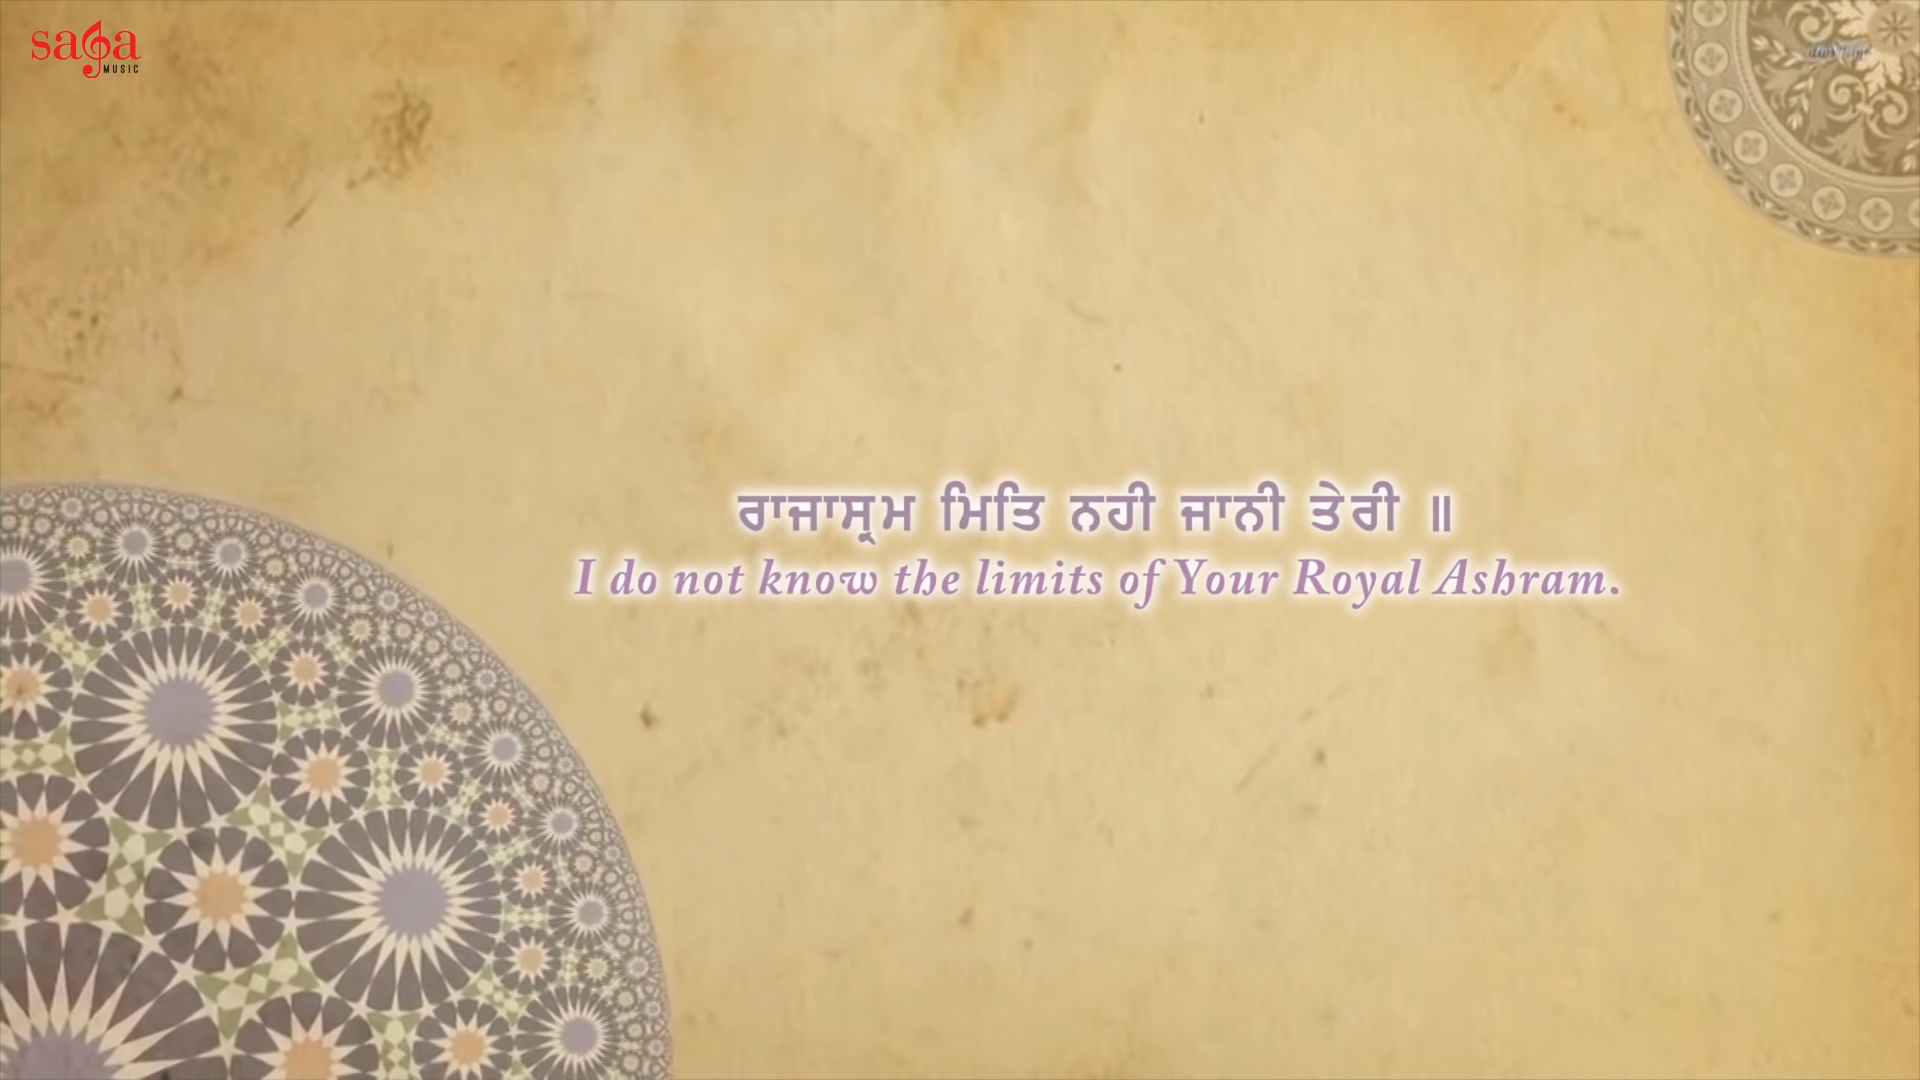 saga
MUSIC
ਰਾਜਾਸ੍ਰਮ ਮਿਤਿ ਨਹੀ ਜਾਨੀ ਤੇਰੀ ॥
I do not know the limits of Your Royal Ashram.